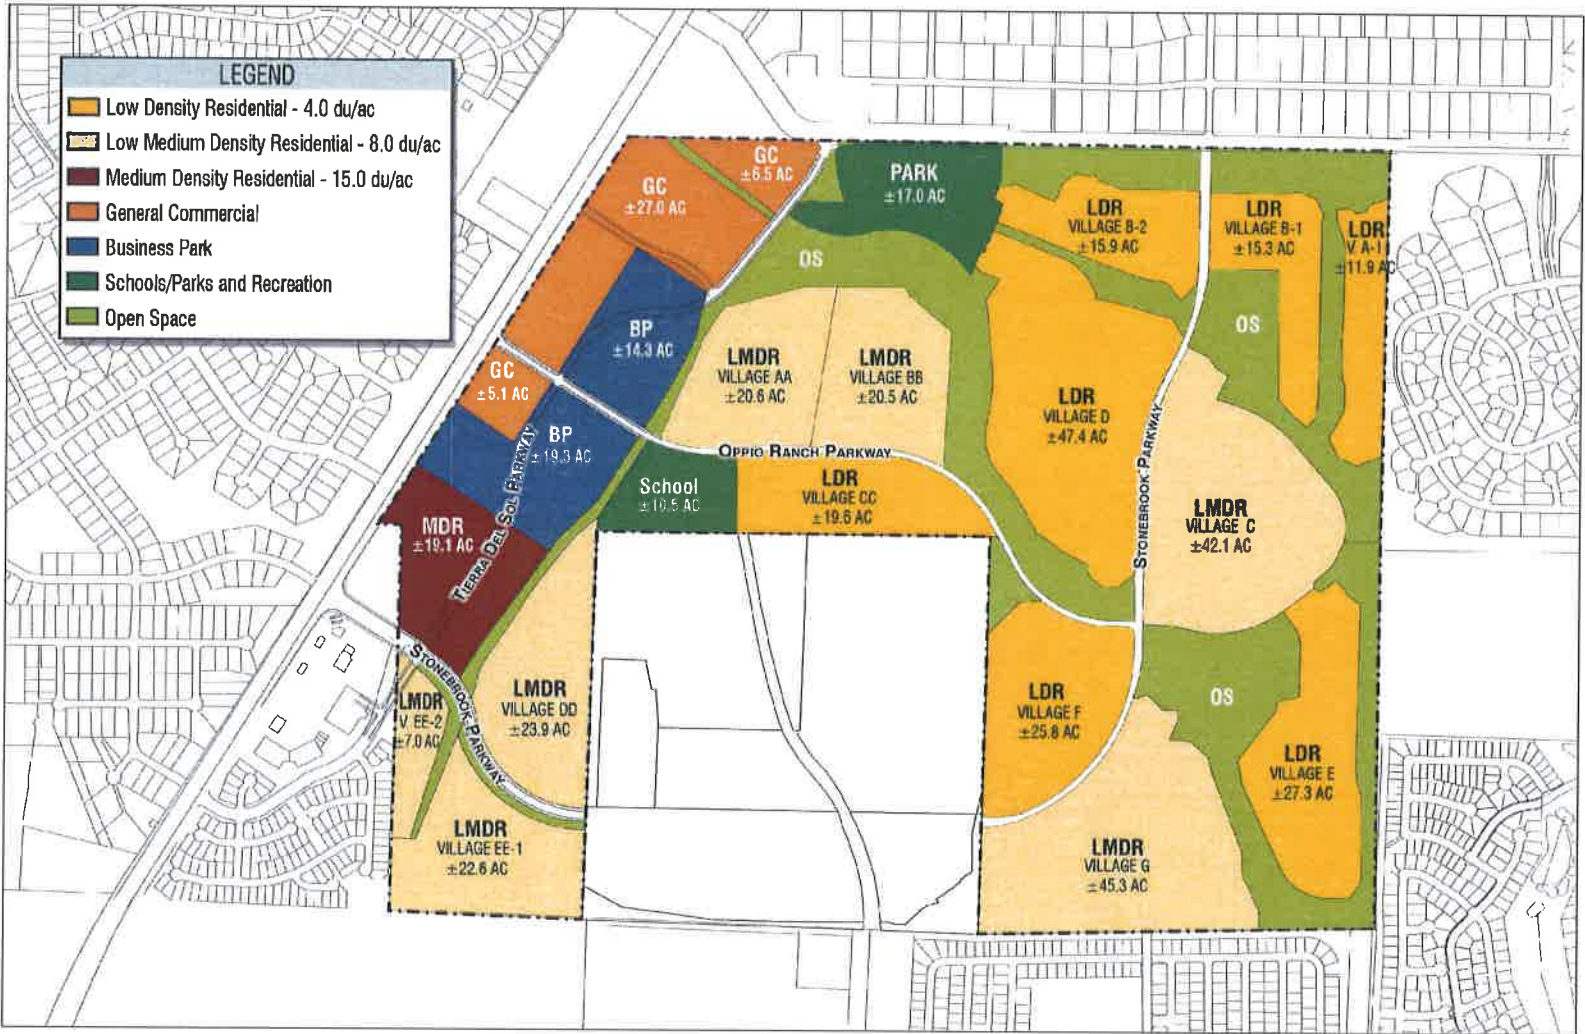 LEGEND
Low Density Residential - 4.0 du/ac
Low Medium Density Residential - 8.0 du/ac
Medium Density Residential - 15.0 du/ac
General Commercial
Business Park
Schools/Parks and Recreation
Open Space
GC
±6.5 AC
GC
±27.0 AC
PARK
±17.0 AC
LDR
VILLAGE B-2
±15.9 AC
LDR
VILLAGE B-1
±15.3 AC
LDR
V A-1
±11.9 AC
OS
OS
BP
±14.3 AC
GC
±5.1 AC
LMDR
VILLAGE AA
±20.6 AC
LMDR
VILLAGE BB
±20.5 AC
LDR
VILLAGE D
±47.4 AC
STONEBROOK PARKWAY
BP
±19.3 AC
TIERRA DEL SOL PARKWAY
OPPIO RANCH PARKWAY
School
±10.5 AC
LDR
VILLAGE CC
±19.6 AC
LMDR
VILLAGE C
±42.1 AC
MDR
±19.1 AC
STONEBROOK PARKWAY
LMDR
V EE-2
±7.0 AC
LMDR
VILLAGE DD
±23.9 AC
LDR
VILLAGE F
±25.8 AC
OS
LDR
VILLAGE E
±27.3 AC
LMDR
VILLAGE EE-1
±22.6 AC
LMDR
VILLAGE G
±45.3 AC